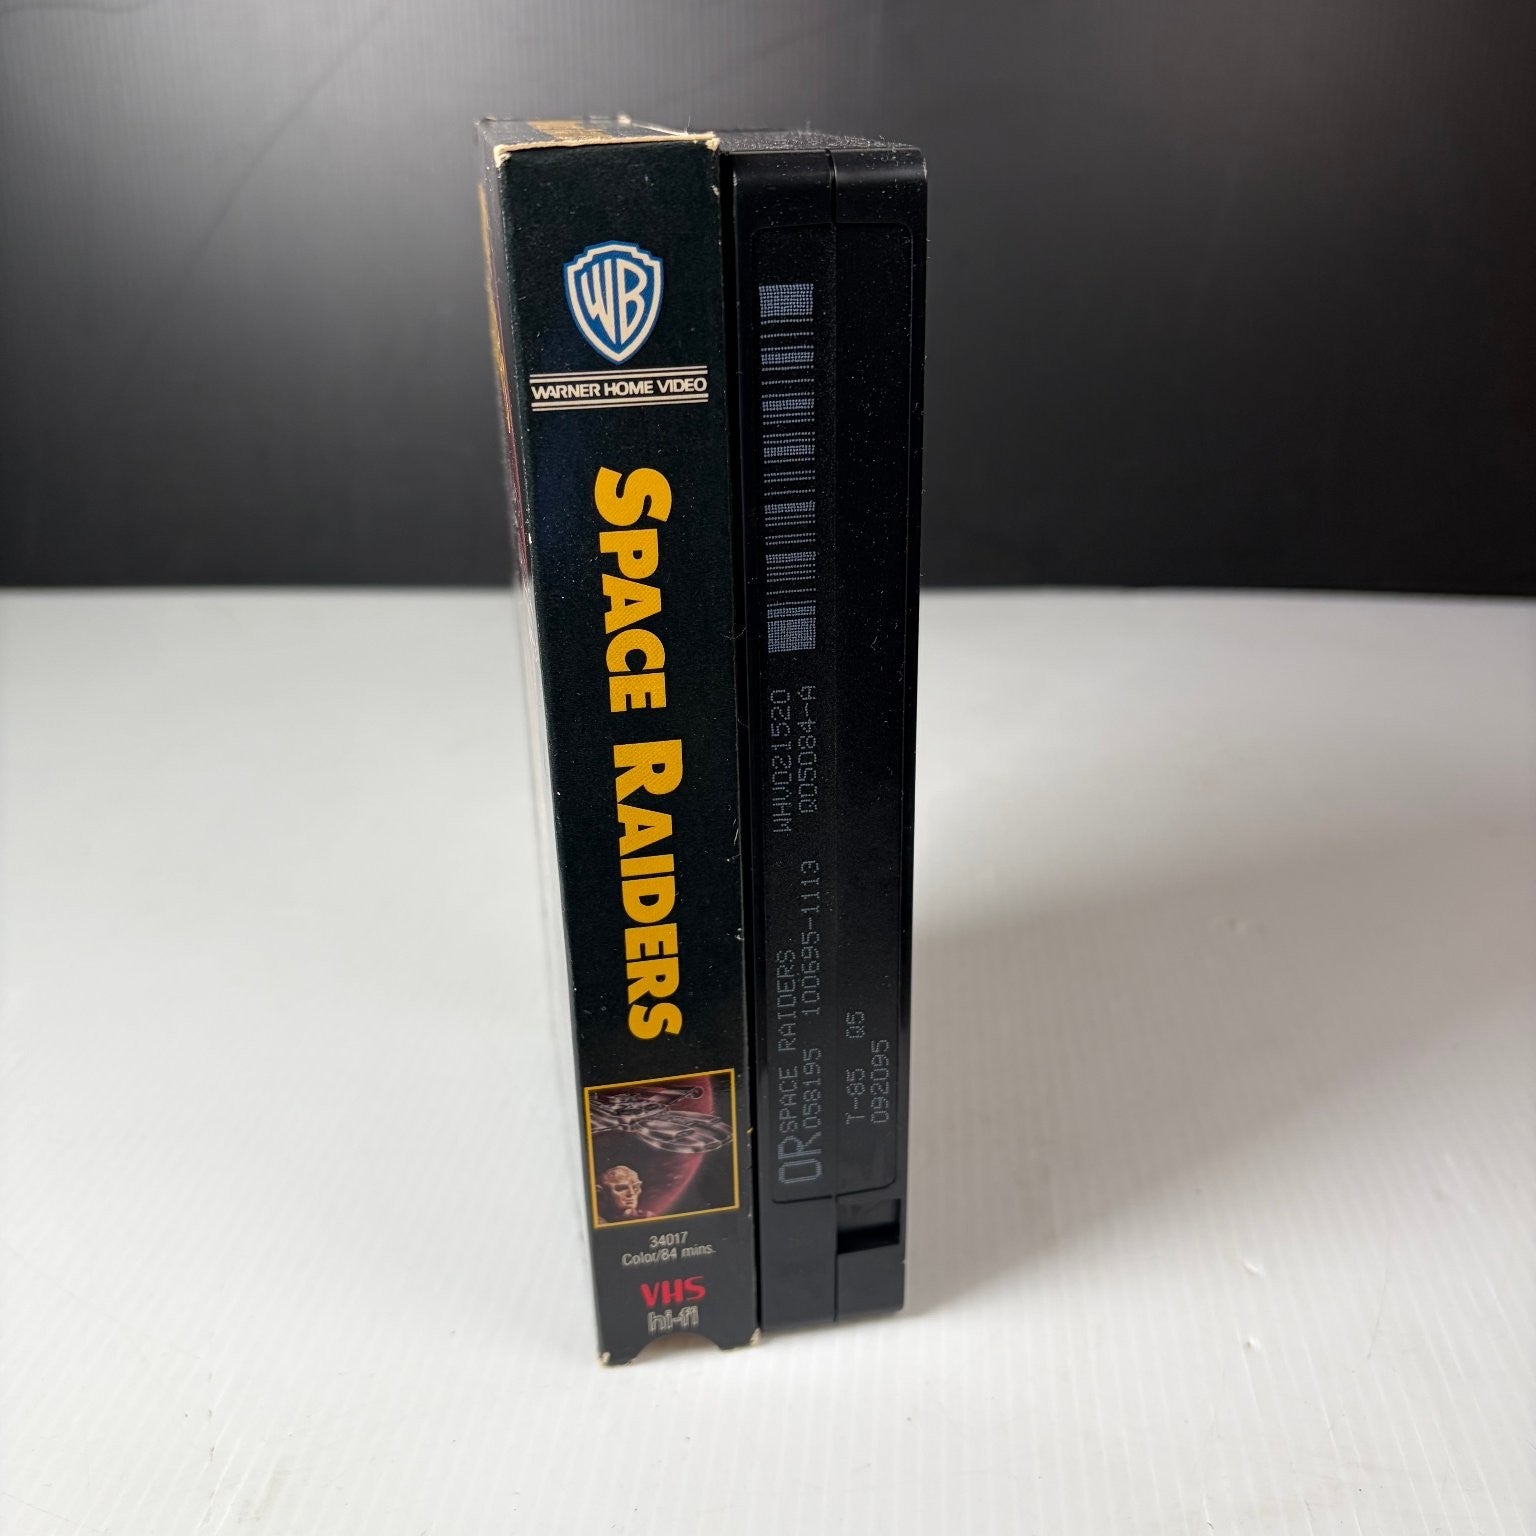 WB
WARNER HOME VIDEO
SPACE RAIDERS
34017
Color/84 mins.
VHS
hi-fi
OR SPACE RAIDERS WHV021520
058195 100695-1113 Q05084-A
T-85 Q5
092095